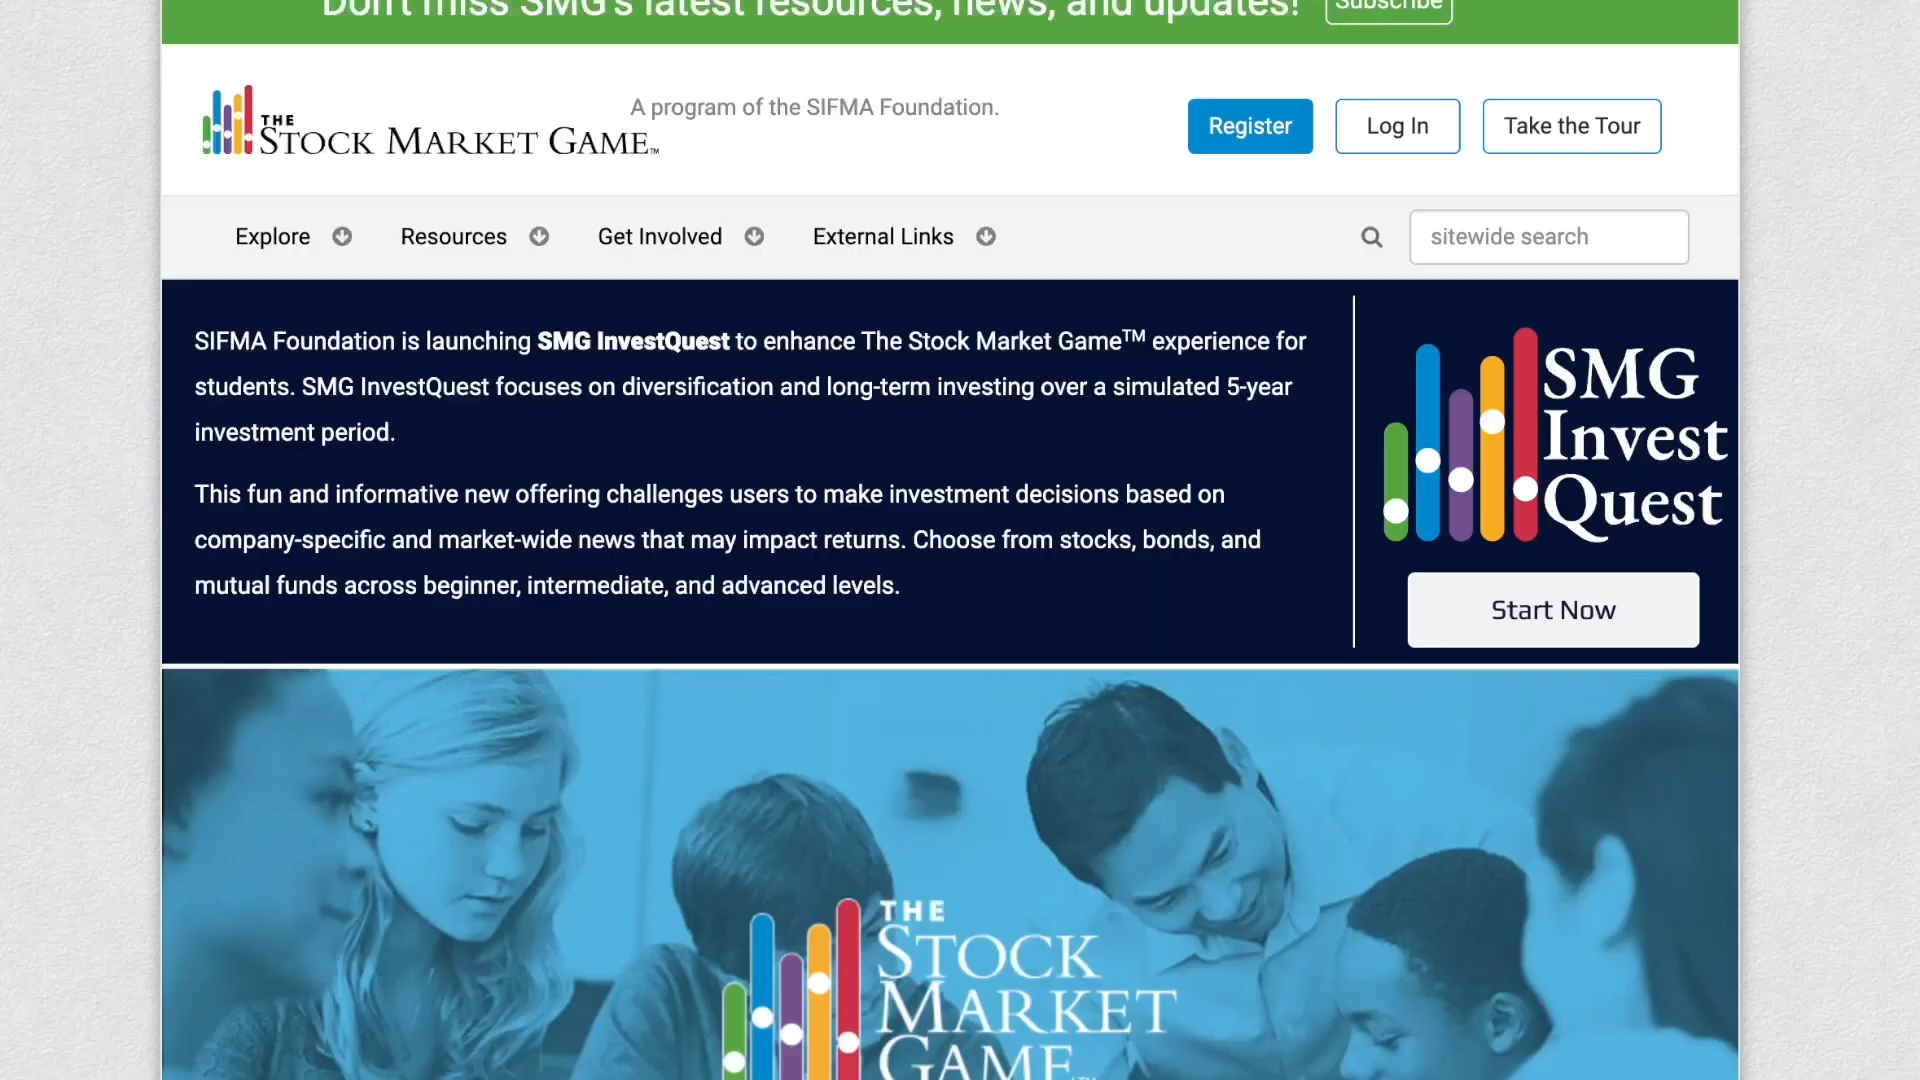 Don't miss SMG's latest resources, news, and updates! Subscribe
THE
STOCK MARKET GAME™
A program of the SIFMA Foundation.
Register
Log In
Take the Tour
Explore
Resources
Get Involved
External Links
sitewide search
SIFMA Foundation is launching SMG InvestQuest to enhance The Stock Market Game™ experience for
students. SMG InvestQuest focuses on diversification and long-term investing over a simulated 5-year
investment period.
This fun and informative new offering challenges users to make investment decisions based on
company-specific and market-wide news that may impact returns. Choose from stocks, bonds, and
mutual funds across beginner, intermediate, and advanced levels.
SMG
Invest
Quest
Start Now
THE
STOCK
MARKET
GAME™